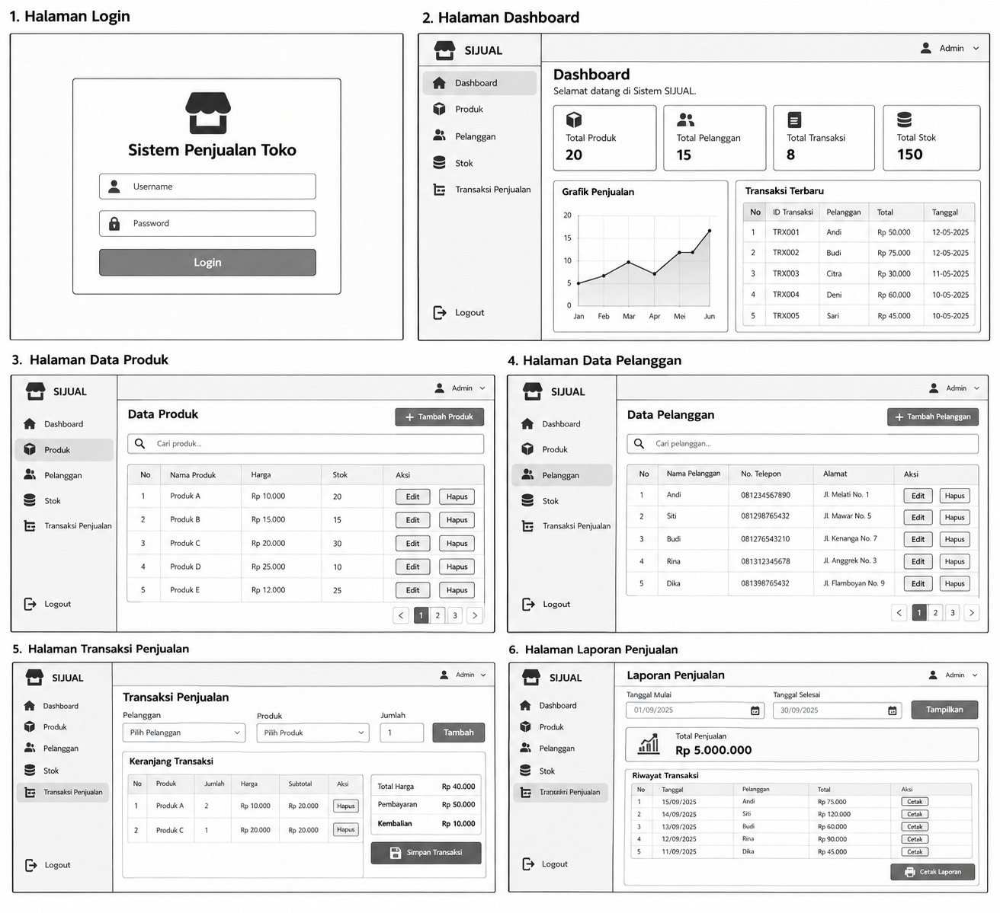 1. Halaman Login
Sistem Penjualan Toko
Username
Password
Login
2. Halaman Dashboard
SIJUAL
Admin
Dashboard
Produk
Pelanggan
Stok
Transaksi Penjualan
Logout
Dashboard
Selamat datang di Sistem SIJUAL.
Total Produk
20
Total Pelanggan
15
Total Transaksi
8
Total Stok
150
Grafik Penjualan
20
15
10
5
0
Jan Feb Mar Apr Mei Jun
Transaksi Terbaru
No ID Transaksi Pelanggan Total Tanggal
1 TRX001 Andi Rp 50.000 12-05-2025
2 TRX002 Budi Rp 75.000 12-05-2025
3 TRX003 Citra Rp 30.000 11-05-2025
4 TRX004 Deni Rp 60.000 10-05-2025
5 TRX005 Sari Rp 45.000 10-05-2025
3. Halaman Data Produk
SIJUAL
Admin
Dashboard
Produk
Pelanggan
Stok
Transaksi Penjualan
Logout
Data Produk
+ Tambah Produk
Cari produk...
No Nama Produk Harga Stok Aksi
1 Produk A Rp 10.000 20 Edit Hapus
2 Produk B Rp 15.000 15 Edit Hapus
3 Produk C Rp 20.000 30 Edit Hapus
4 Produk D Rp 25.000 10 Edit Hapus
5 Produk E Rp 12.000 25 Edit Hapus
< 1 2 3 >
4. Halaman Data Pelanggan
SIJUAL
Admin
Dashboard
Produk
Pelanggan
Stok
Transaksi Penjualan
Logout
Data Pelanggan
+ Tambah Pelanggan
Cari pelanggan...
No Nama Pelanggan No. Telepon Alamat Aksi
1 Andi 081234567890 Jl. Melati No. 1 Edit Hapus
2 Siti 081298765432 Jl. Mawar No. 5 Edit Hapus
3 Budi 081276543210 Jl. Kenanga No. 7 Edit Hapus
4 Rina 081312345678 Jl. Anggrek No. 3 Edit Hapus
5 Dika 081398765432 Jl. Flamboyan No. 9 Edit Hapus
< 1 2 3 >
5. Halaman Transaksi Penjualan
SIJUAL
Admin
Dashboard
Produk
Pelanggan
Stok
Transaksi Penjualan
Logout
Transaksi Penjualan
Pelanggan Produk Jumlah
Pilih Pelanggan Pilih Produk 1 Tambah
Keranjang Transaksi
No Produk Jumlah Harga Subtotal Aksi
1 Produk A 2 Rp 10.000 Rp 20.000 Hapus
2 Produk C 1 Rp 20.000 Rp 20.000 Hapus
Total Harga Rp 40.000
Pembayaran Rp 50.000
Kembalian Rp 10.000
Simpan Transaksi
6. Halaman Laporan Penjualan
SIJUAL
Admin
Dashboard
Produk
Pelanggan
Stok
Penjualan
Logout
Laporan Penjualan
Tanggal Mulai Tanggal Selesai
01/09/2025 30/09/2025 Tampilkan
Total Penjualan
Rp 5.000.000
Riwayat Transaksi
No Tanggal Pelanggan Total Aksi
1 15/09/2025 Andi Rp 75.000 Cetak
2 14/09/2025 Siti Rp 120.000 Cetak
3 13/09/2025 Budi Rp 60.000 Cetak
4 12/09/2025 Rina Rp 90.000 Cetak
5 11/09/2025 Dika Rp 45.000 Cetak
Cetak Laporan